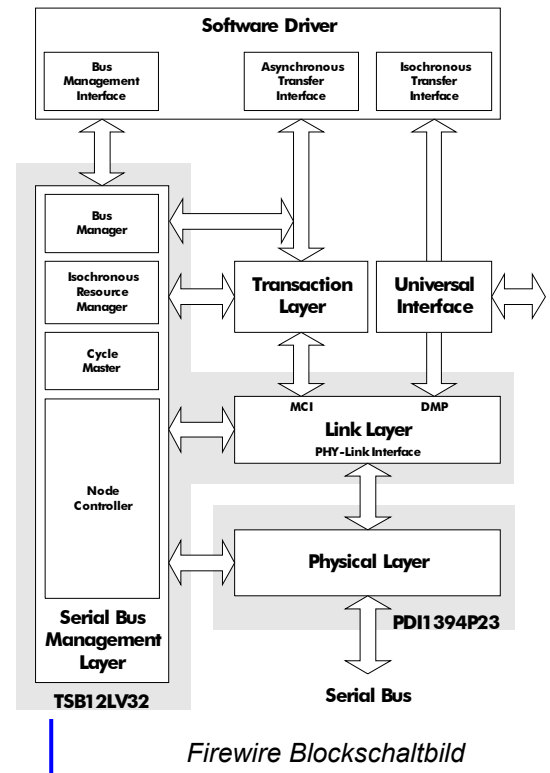 Software Driver
Bus
Management
Interface
Asynchronous
Transfer
Interface
Isochronous
Transfer
Interface
Bus
Manager
Isochronous
Resource
Manager
Cycle
Master
Node
Controller
Serial Bus
Management
Layer
TSB12LV32
Transaction
Layer
Universal
Interface
MCI
DMP
Link Layer
PHY-Link Interface
Physical Layer
PDI1394P23
Serial Bus
Firewire Blockschaltbild